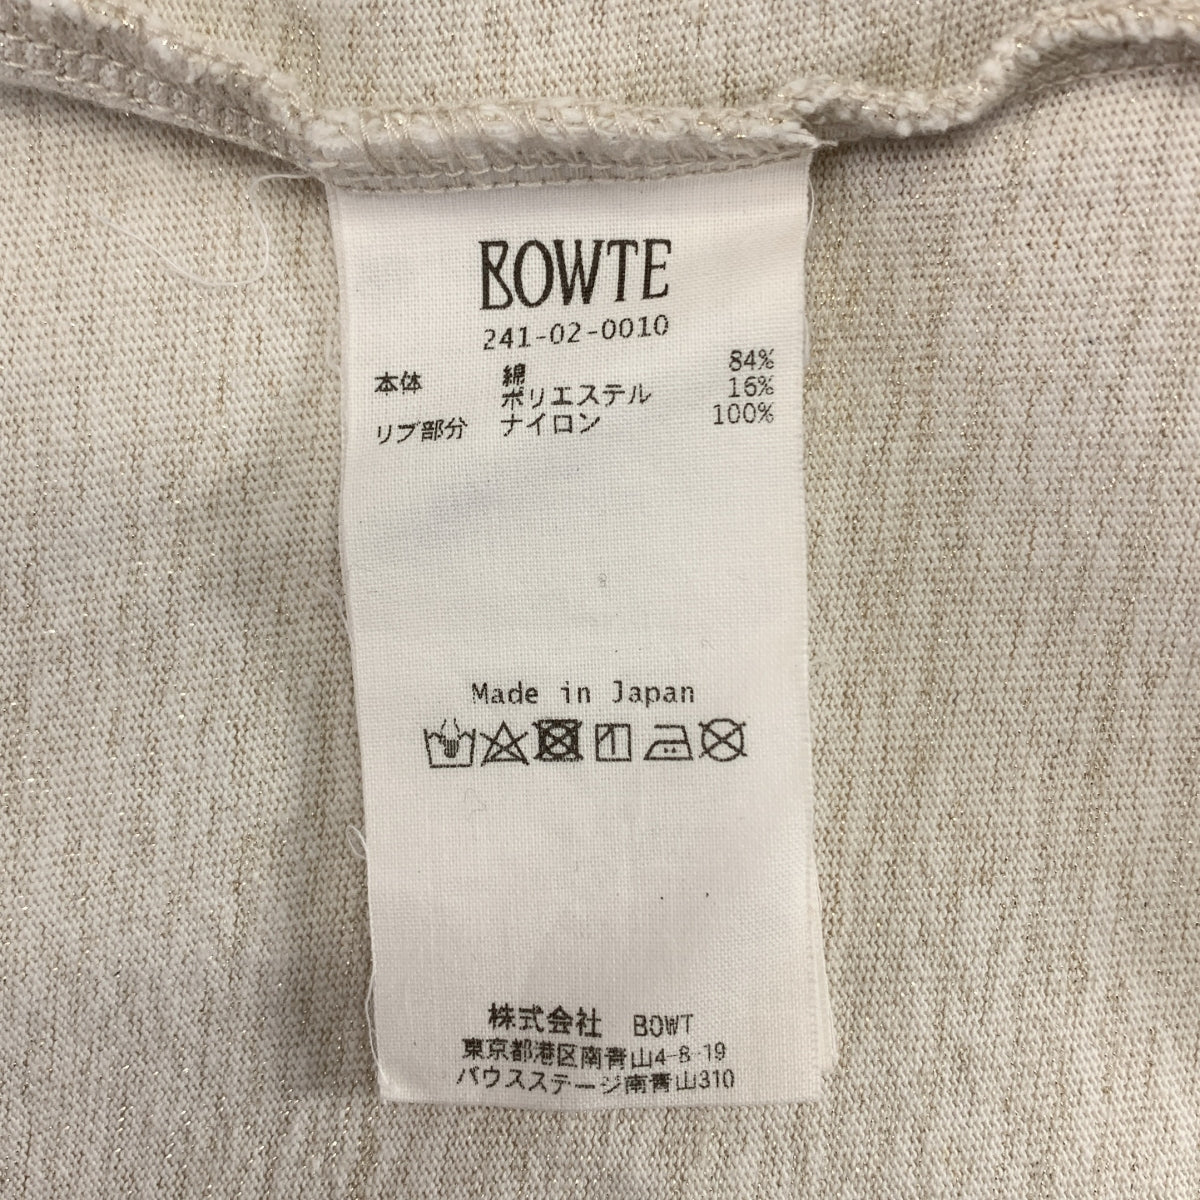 BOWTE
241-02-0010
本体 綿 84%
ポリエステル 16%
リブ部分 ナイロン 100%
Made in Japan
株式会社 BOWT
東京都港区南青山4-8-19
バウスステージ南青山310